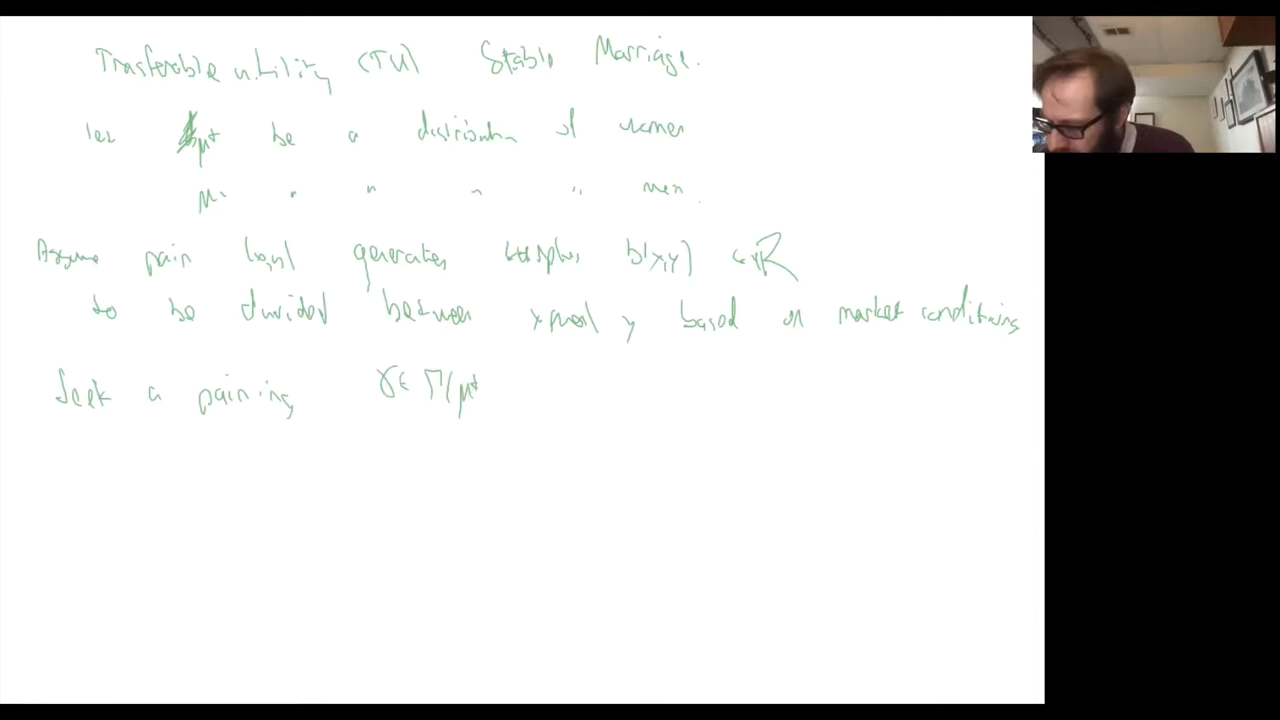 Trasferable utility (TU) Stable Marriage.
let μ⁺ be a distribution of women
μ⁻ " " " " men.
Assume pair (x,y) generates surplus b(x,y) ∈ ℝ
to be divided between x and y based on market conditions
Seek a pairing γ ∈ Γ(μ⁺